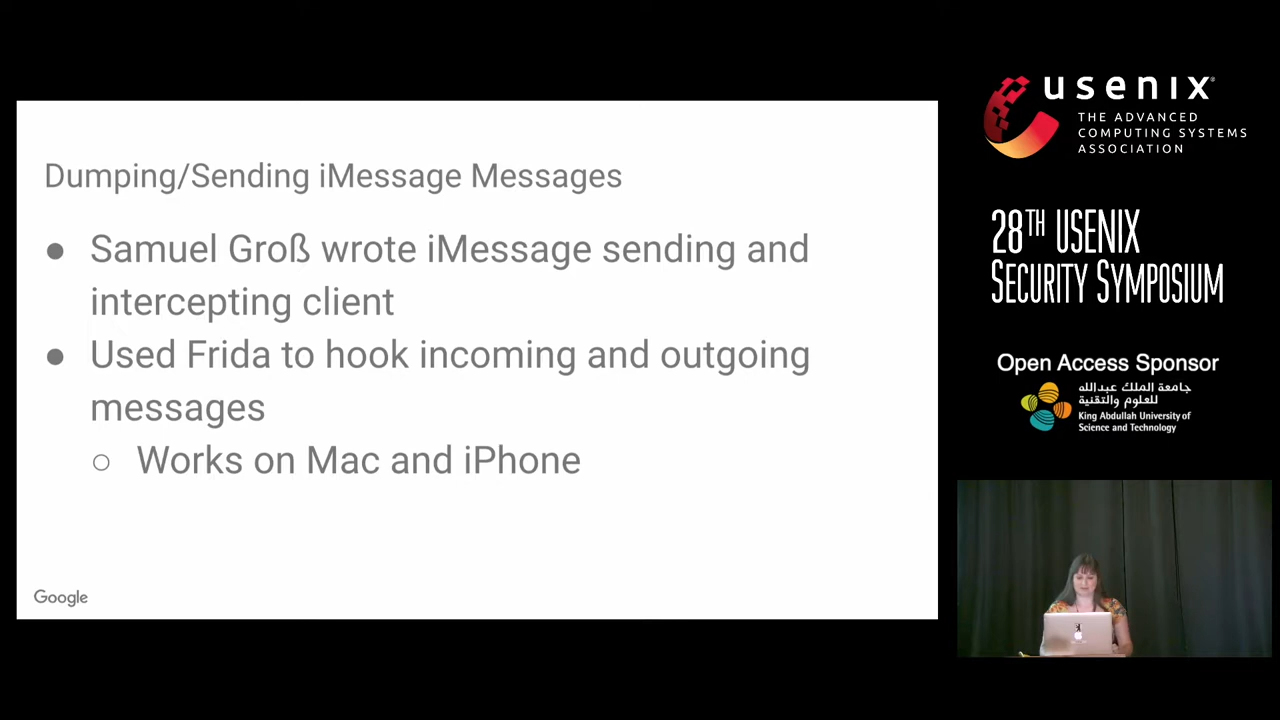 Dumping/Sending iMessage Messages
● Samuel Groß wrote iMessage sending and
intercepting client
● Used Frida to hook incoming and outgoing
messages
○ Works on Mac and iPhone
Google
usenix
THE ADVANCED
COMPUTING SYSTEMS
ASSOCIATION
28TH USENIX
SECURITY SYMPOSIUM
Open Access Sponsor
جامعة الملك عبدالله
للعلوم والتقنية
King Abdullah University of
Science and Technology